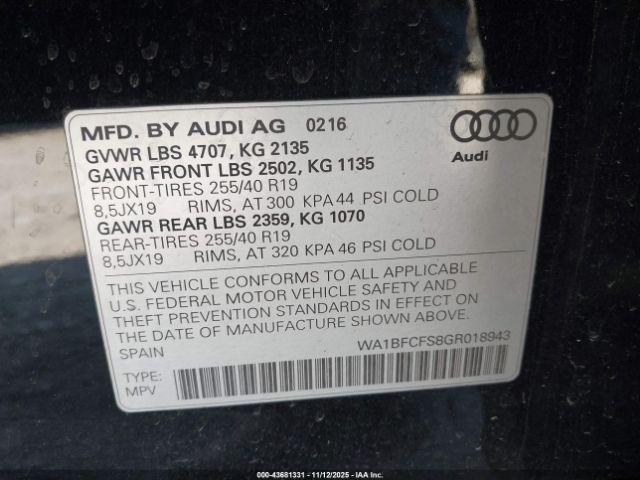 MFD. BY AUDI AG 0216
GVWR LBS 4707, KG 2135
GAWR FRONT LBS 2502, KG 1135
FRONT-TIRES 255/40 R19
8,5JX19 RIMS, AT 300 KPA 44 PSI COLD
GAWR REAR LBS 2359, KG 1070
REAR-TIRES 255/40 R19
8,5JX19 RIMS, AT 320 KPA 46 PSI COLD
Audi
THIS VEHICLE CONFORMS TO ALL APPLICABLE
U.S. FEDERAL MOTOR VEHICLE SAFETY AND
THEFT PREVENTION STANDARDS IN EFFECT ON
THE DATE OF MANUFACTURE SHOWN ABOVE.
SPAIN
WA1BFCFS8GR018943
TYPE:
MPV
000-43681331 - 11/12/2025 - IAA Inc.